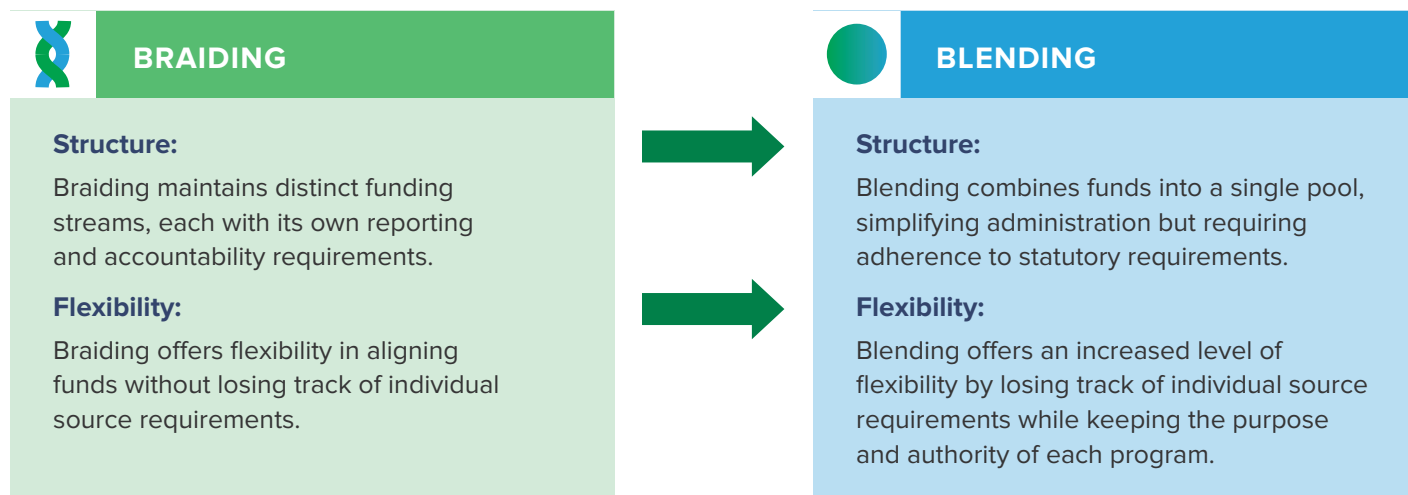 BRAIDING
Structure:
Braiding maintains distinct funding
streams, each with its own reporting
and accountability requirements.
Flexibility:
Braiding offers flexibility in aligning
funds without losing track of individual
source requirements.
BLENDING
Structure:
Blending combines funds into a single pool,
simplifying administration but requiring
adherence to statutory requirements.
Flexibility:
Blending offers an increased level of
flexibility by losing track of individual source
requirements while keeping the purpose
and authority of each program.